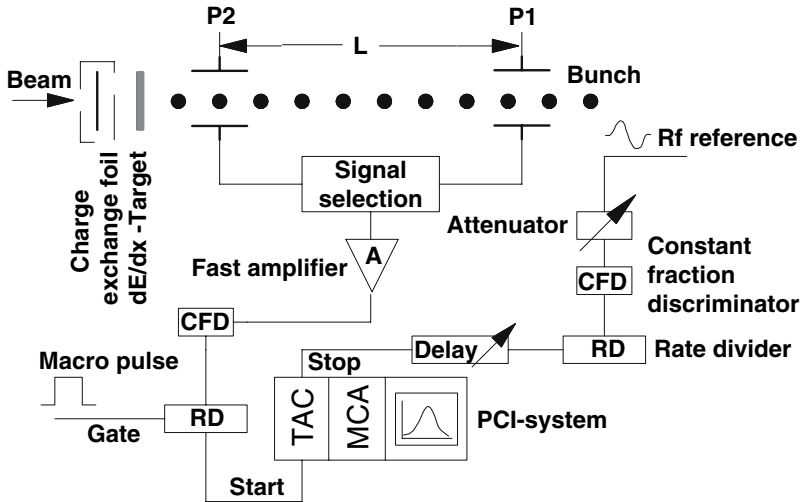 P2
P1
L
Beam
Bunch
Rf reference
Charge
exchange foil
dE/dx -Target
Signal
selection
Attenuator
A
Fast amplifier
Constant
fraction
discriminator
CFD
CFD
Macro pulse
Stop
Delay
RD
Rate divider
RD
Gate
TAC
MCA
PCI-system
Start